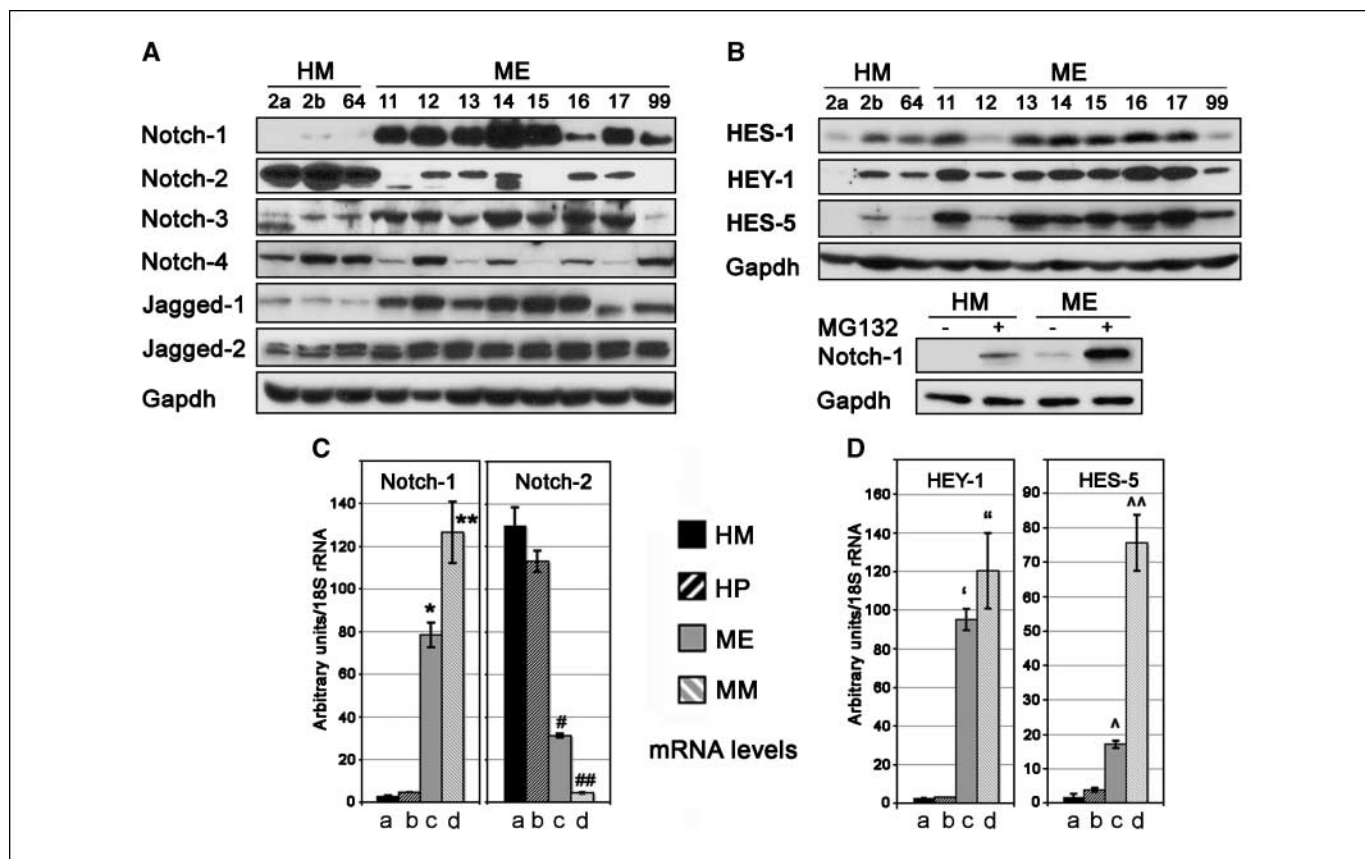 A
HM ME
2a 2b 64 11 12 13 14 15 16 17 99
Notch-1
Notch-2
Notch-3
Notch-4
Jagged-1
Jagged-2
Gapdh
B
HM ME
2a 2b 64 11 12 13 14 15 16 17 99
HES-1
HEY-1
HES-5
Gapdh
HM ME
MG132 - + - +
Notch-1
Gapdh
C
Notch-1 Notch-2
Arbitrary units/18S rRNA
140
120
100
80
60
40
20
0
* ** # ##
a b c d a b c d
HM
HP
ME
MM
mRNA levels
D
HEY-1 HES-5
Arbitrary units/18S rRNA
160
140
120
100
80
60
40
20
0
‘ “
a b c d
90
80
70
60
50
40
30
20
10
0
^ ^^
a b c d